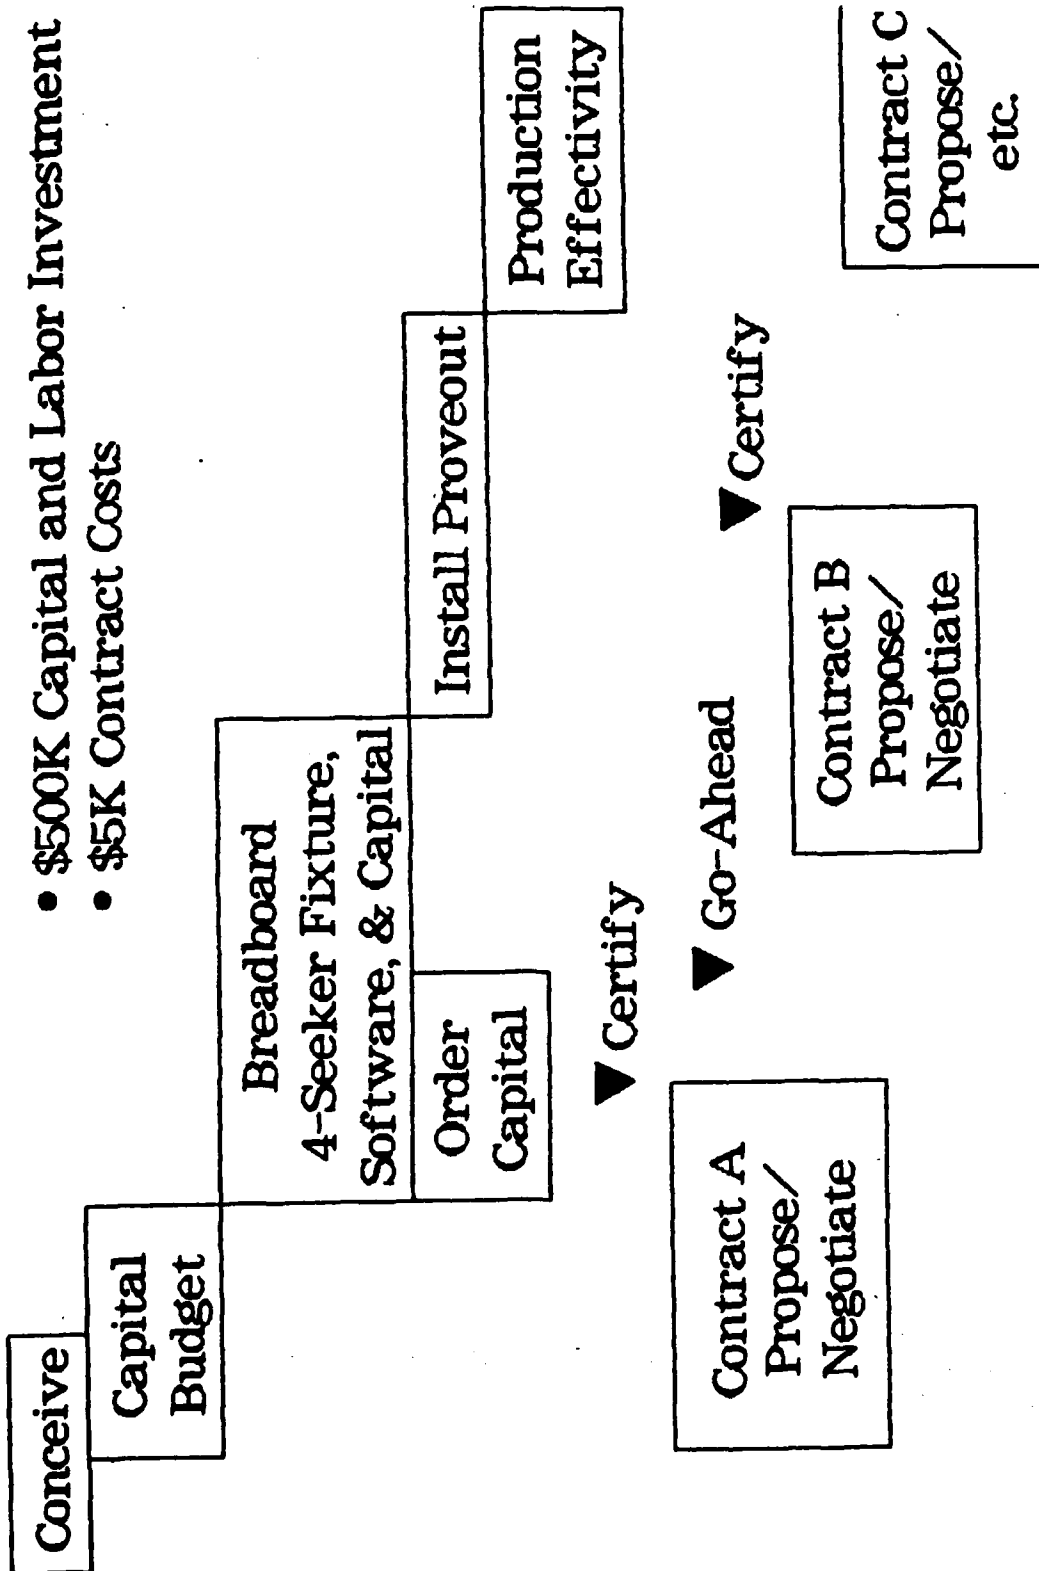 • $500K Capital and Labor Investment
• $5K Contract Costs
Conceive
Capital
Budget
Breadboard
4-Seeker Fixture,
Software, & Capital
Order
Capital
Install Proveout
Production
Effectivity
▼ Certify
▼ Go-Ahead
▼ Certify
Contract A
Propose/
Negotiate
Contract B
Propose/
Negotiate
Contract C
Propose/
etc.